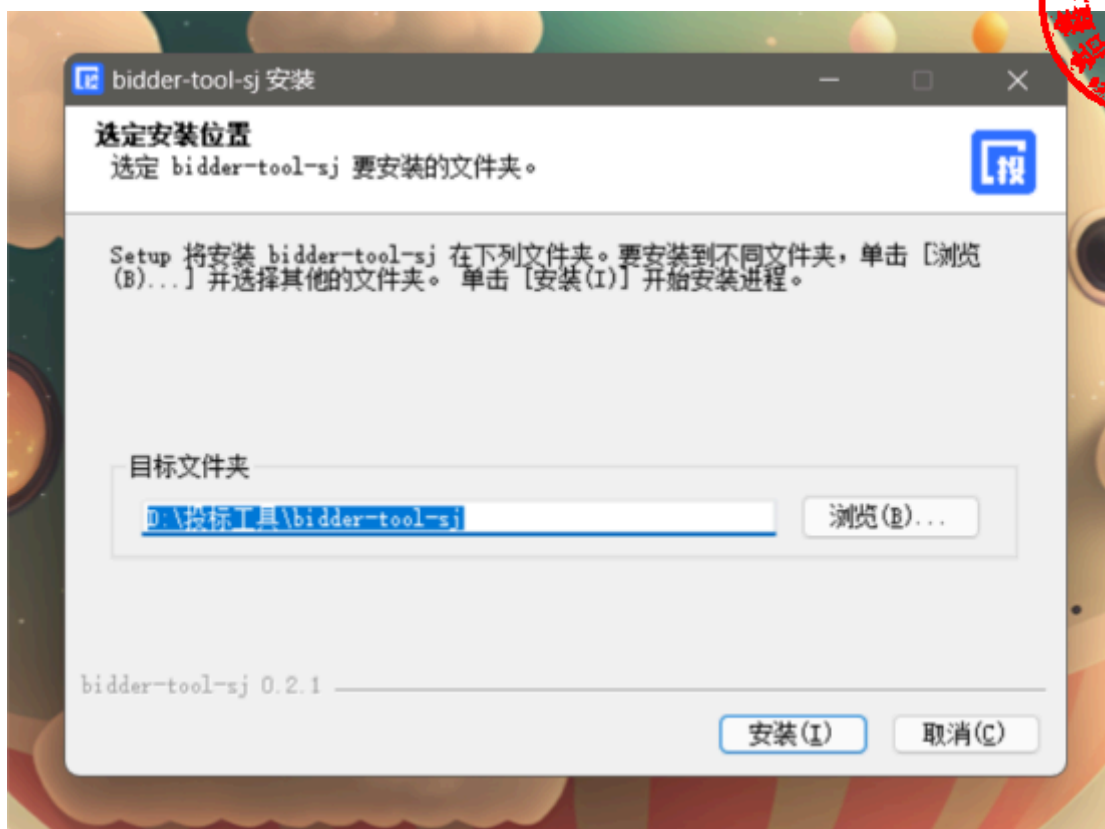 bidder-tool-sj 安装
选定安装位置
选定 bidder-tool-sj 要安装的文件夹。
投
Setup 将安装 bidder-tool-sj 在下列文件夹。要安装到不同文件夹，单击 [浏览
(B)...] 并选择其他的文件夹。 单击 [安装(I)] 开始安装进程。
目标文件夹
D:\投标工具\bidder-tool-sj
浏览(B)...
bidder-tool-sj 0.2.1
安装(I)
取消(C)